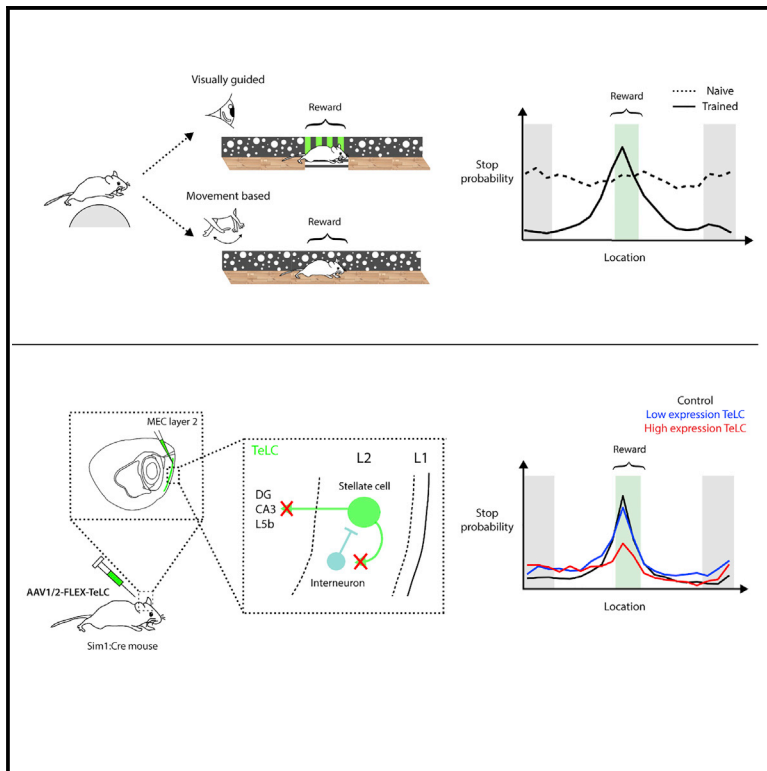 Visually guided
Reward
Movement based
Reward
Reward
Naive
Trained
Stop
probability
Location
MEC layer 2
TeLC
L2
L1
Stellate cell
DG
CA3
L5b
Interneuron
AAV1/2-FLEX-TeLC
Sim1:Cre mouse
Control
Low expression TeLC
High expression TeLC
Reward
Stop
probability
Location